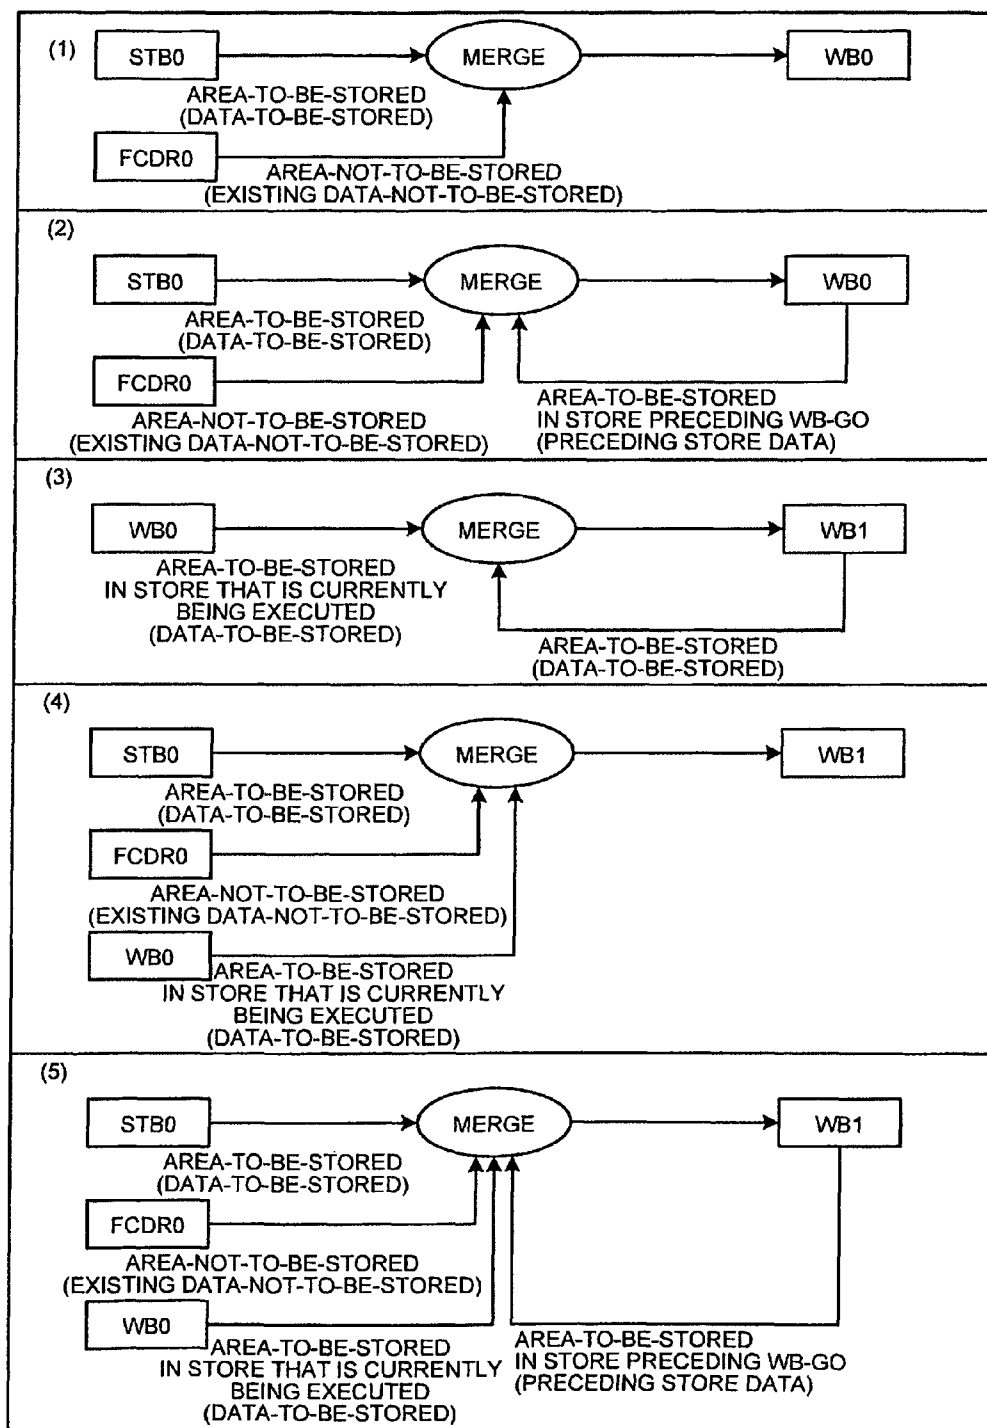 (1)
STB0
MERGE
WB0
AREA-TO-BE-STORED
(DATA-TO-BE-STORED)
FCDR0
AREA-NOT-TO-BE-STORED
(EXISTING DATA-NOT-TO-BE-STORED)
(2)
STB0
MERGE
WB0
AREA-TO-BE-STORED
(DATA-TO-BE-STORED)
FCDR0
AREA-NOT-TO-BE-STORED
(EXISTING DATA-NOT-TO-BE-STORED)
AREA-TO-BE-STORED
IN STORE PRECEDING WB-GO
(PRECEDING STORE DATA)
(3)
WB0
MERGE
WB1
AREA-TO-BE-STORED
IN STORE THAT IS CURRENTLY
BEING EXECUTED
(DATA-TO-BE-STORED)
AREA-TO-BE-STORED
(DATA-TO-BE-STORED)
(4)
STB0
MERGE
WB1
AREA-TO-BE-STORED
(DATA-TO-BE-STORED)
FCDR0
AREA-NOT-TO-BE-STORED
(EXISTING DATA-NOT-TO-BE-STORED)
WB0
AREA-TO-BE-STORED
IN STORE THAT IS CURRENTLY
BEING EXECUTED
(DATA-TO-BE-STORED)
(5)
STB0
MERGE
WB1
AREA-TO-BE-STORED
(DATA-TO-BE-STORED)
FCDR0
AREA-NOT-TO-BE-STORED
(EXISTING DATA-NOT-TO-BE-STORED)
WB0
AREA-TO-BE-STORED
IN STORE THAT IS CURRENTLY
BEING EXECUTED
(DATA-TO-BE-STORED)
AREA-TO-BE-STORED
IN STORE PRECEDING WB-GO
(PRECEDING STORE DATA)